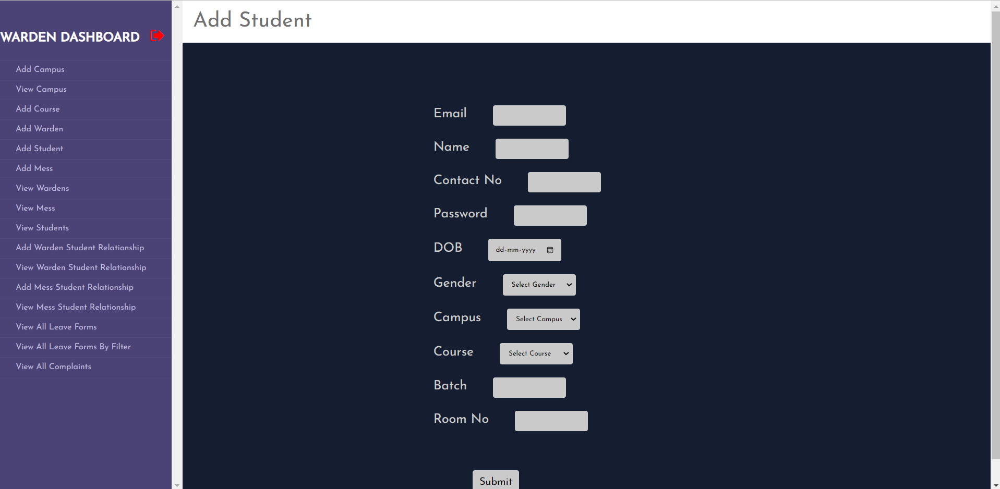 WARDEN DASHBOARD
Add Campus
View Campus
Add Course
Add Warden
Add Student
Add Mess
View Wardens
View Mess
View Students
Add Warden Student Relationship
View Warden Student Relationship
Add Mess Student Relationship
View Mess Student Relationship
View All Leave Forms
View All Leave Forms By Filter
View All Complaints
Add Student
Email
Name
Contact No
Password
DOB dd-mm-yyyy
Gender Select Gender
Campus Select Campus
Course Select Course
Batch
Room No
Submit